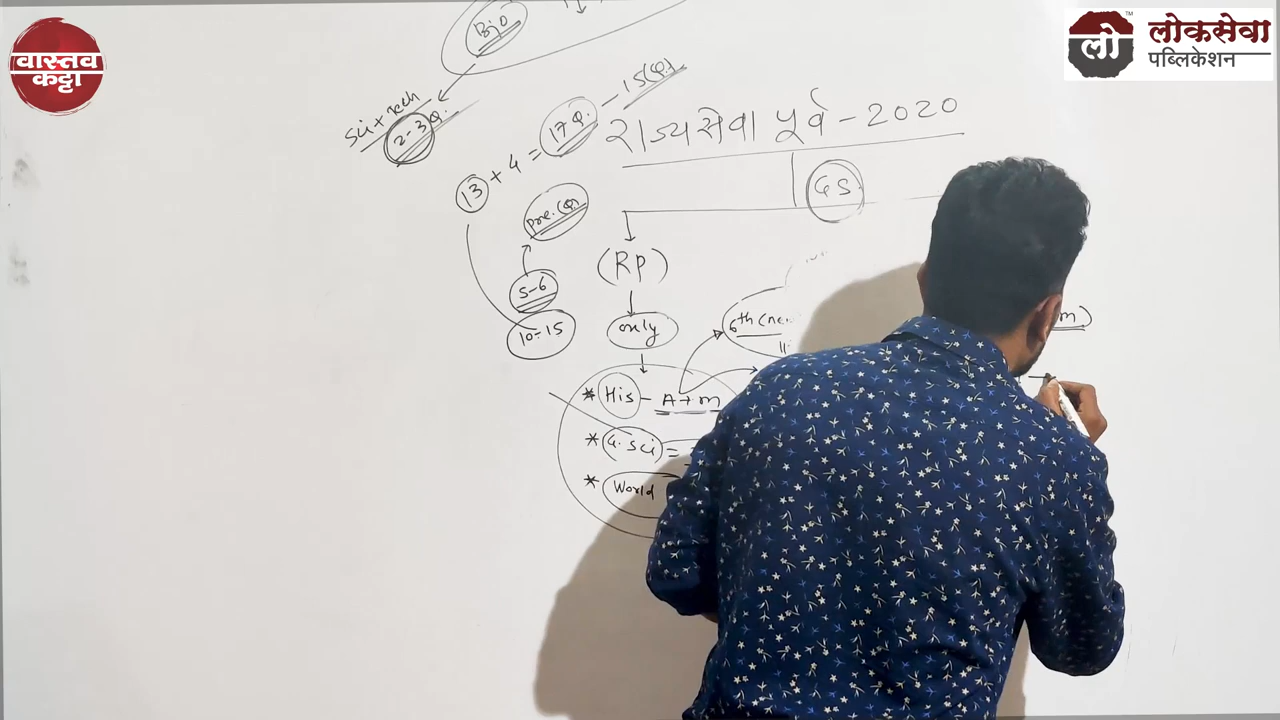 वास्तव
कट्टा
लो
लोकसेवा
पब्लिकेशन
TM
Bio
Sci + tech
2-3 Q.
13 + 4 = 17 Q. - 15(Q.)
राज्यसेवा पूर्व - 2020
GS
Pre.(Q)
(RP)
5-6
10-15
only
6th (new
m)
* His - A+m
* G. Sci =
* World